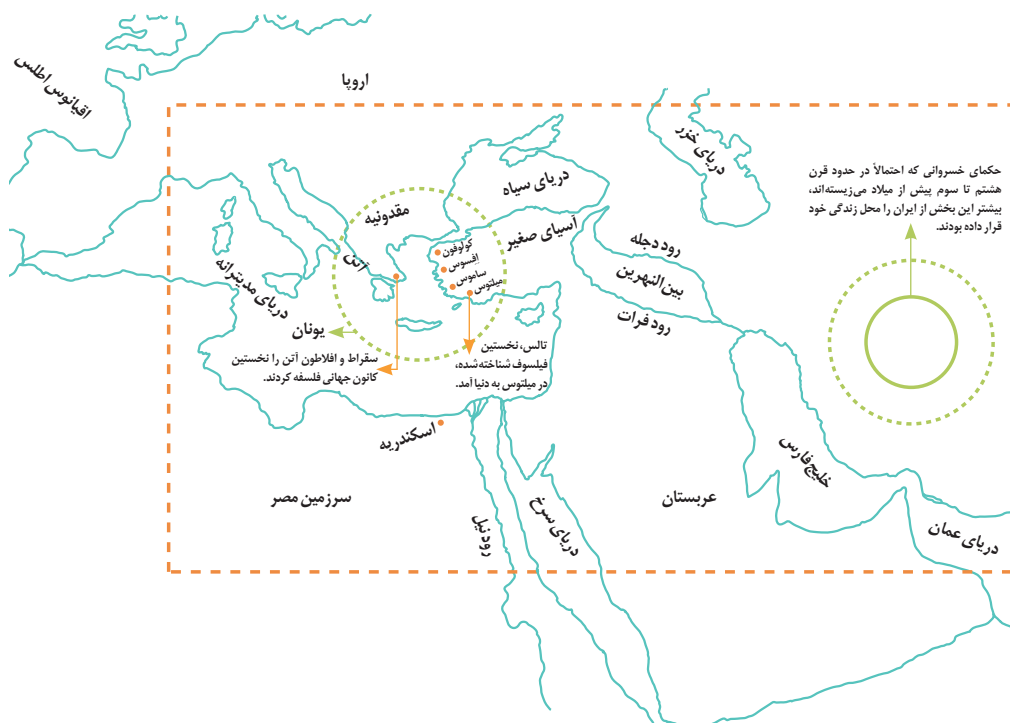 اروپا
اقیانوس اطلس
دریای خزر
حکمای خسروانی که احتمالاً در حدود قرن
هشتم تا سوم پیش از میلاد می‌زیسته‌اند،
بیشتر این بخش از ایران را محل زندگی خود
قرار داده بودند.
دریای سیاه
مقدونیه
آسیای صغیر
کولوفون
اِفسوس
ساموس
میلتوس
آتن
رود دجله
بین‌النهرین
رود فرات
دریای مدیترانه
یونان
سقراط و افلاطون آتن را نخستین
کانون جهانی فلسفه کردند.
تالس، نخستین
فیلسوف شناخته‌شده،
در میلتوس به دنیا آمد.
اسکندریه
خلیج‌فارس
سرزمین مصر
عربستان
رود نیل
دریای سرخ
دریای عمان